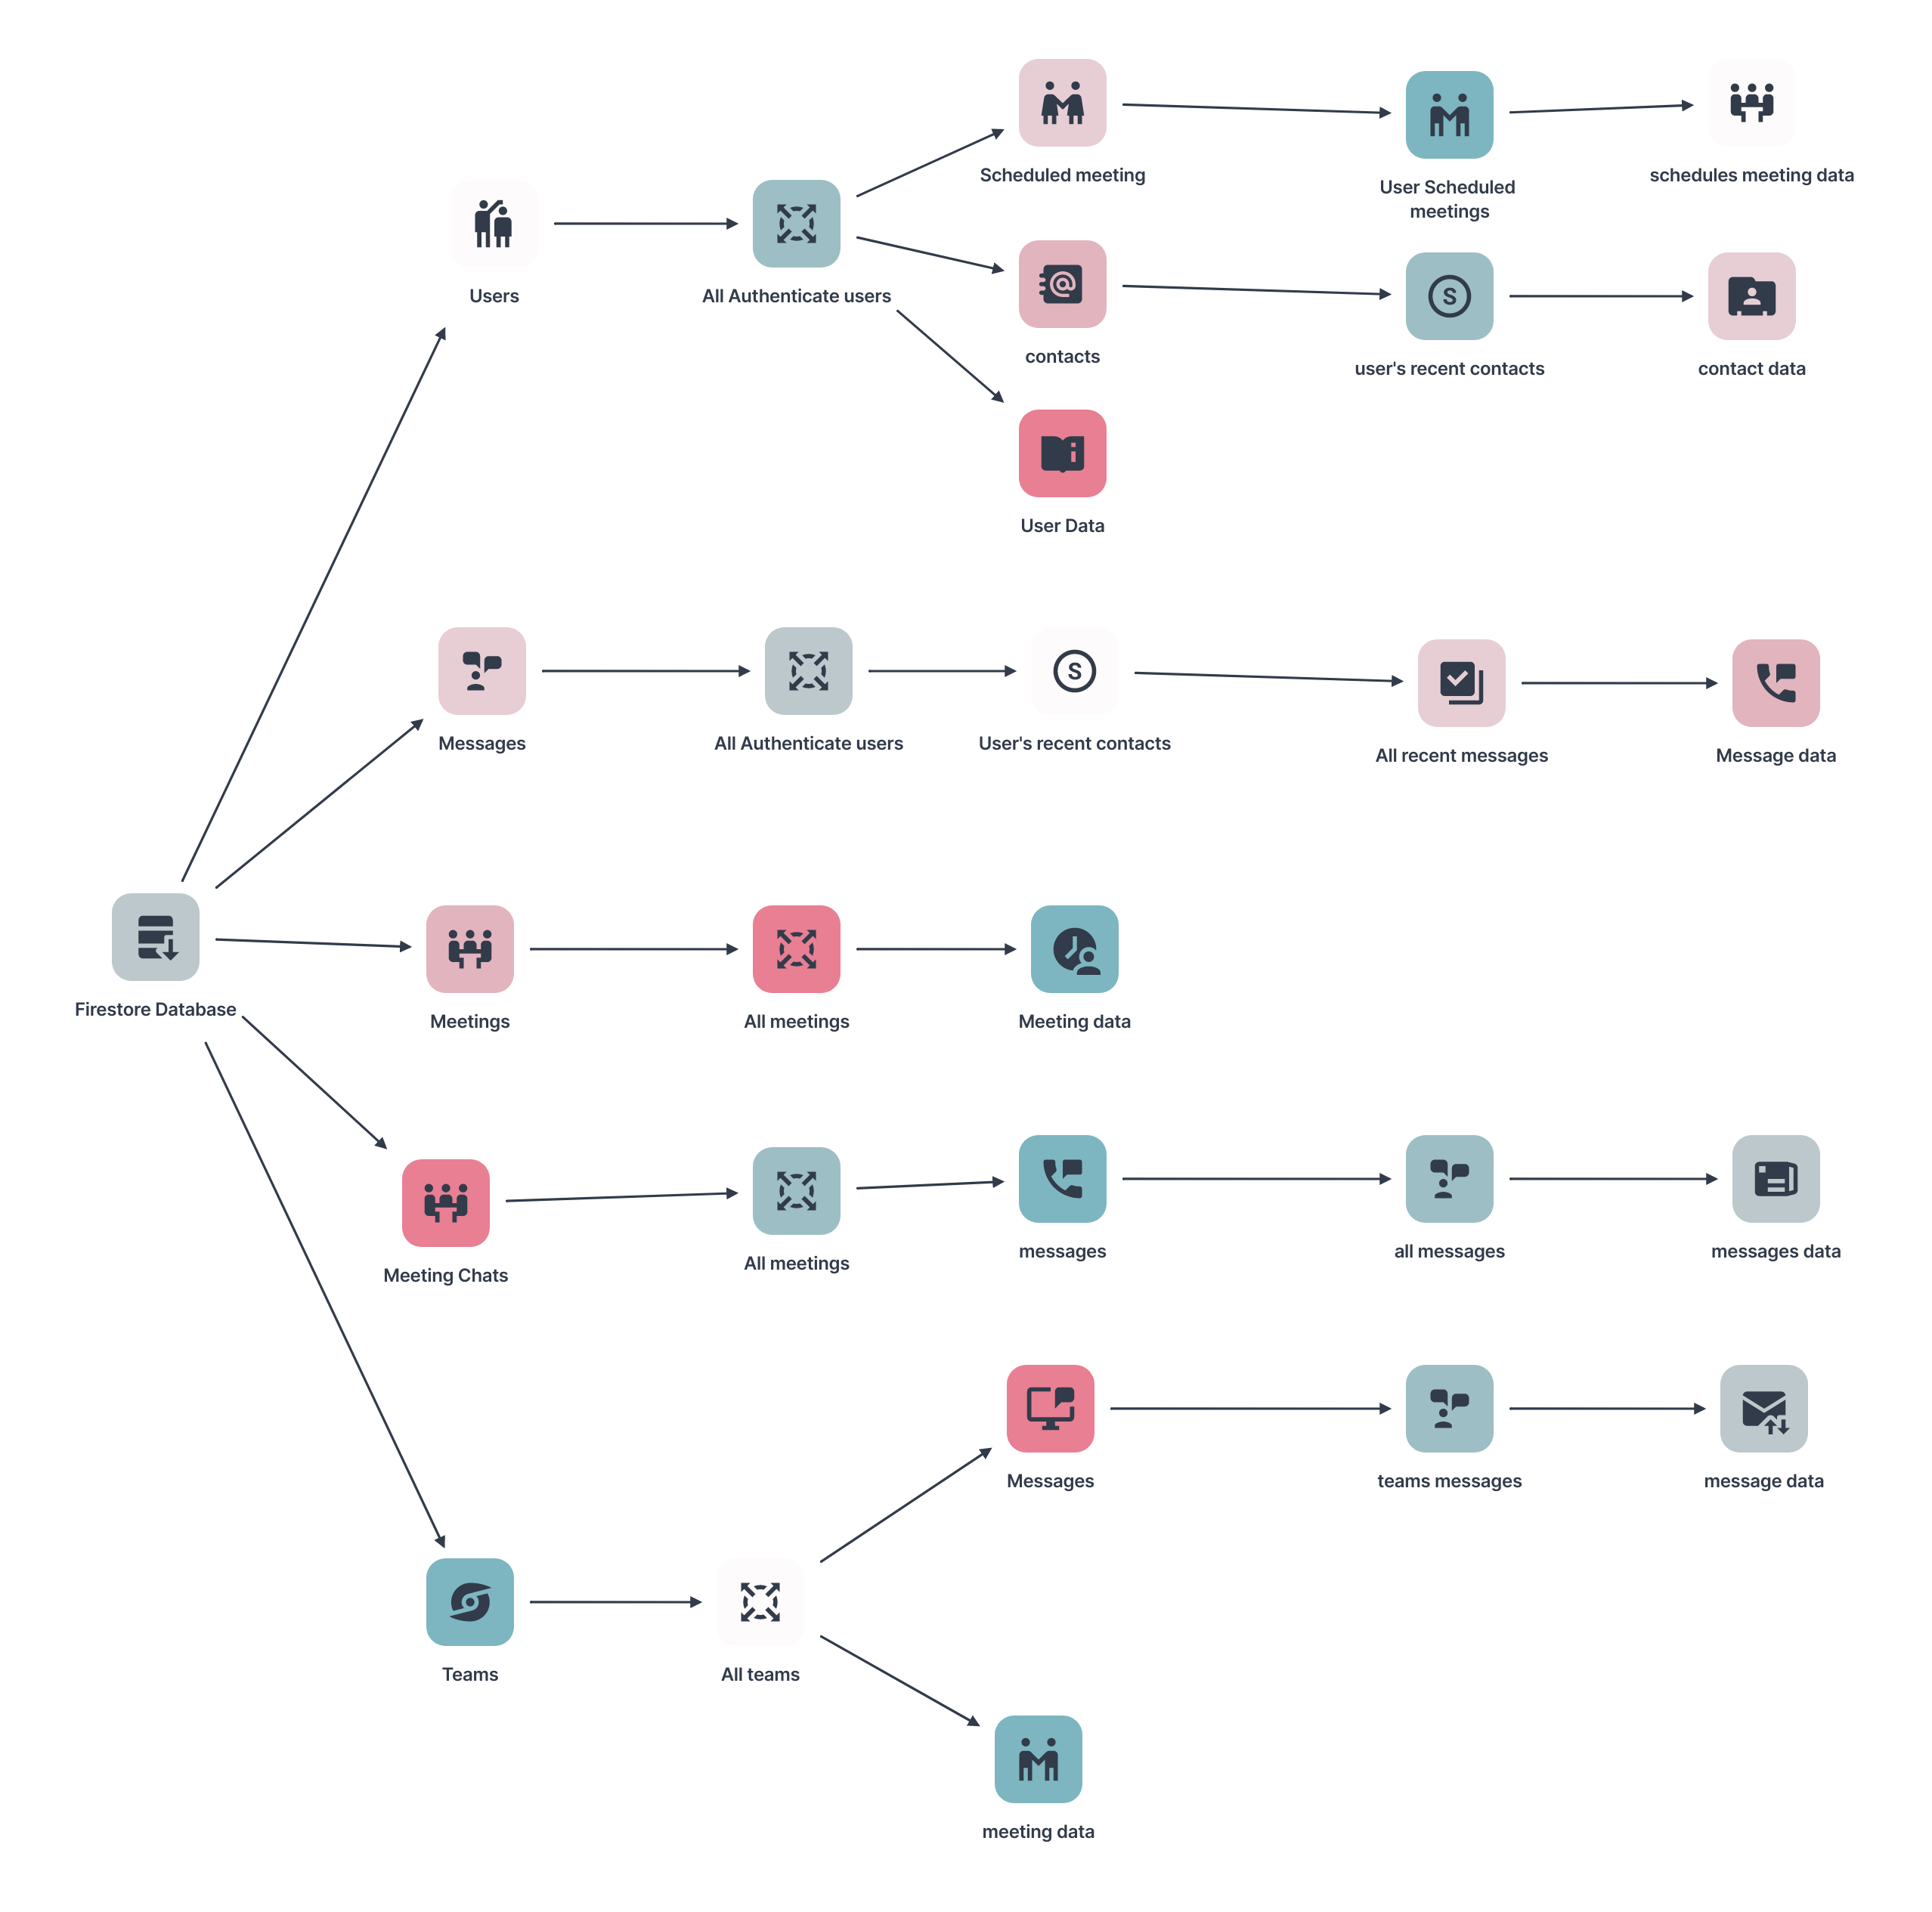 Scheduled meeting
User Scheduled
meetings
schedules meeting data
Users
All Authenticate users
contacts
S
user's recent contacts
contact data
User Data
Messages
All Authenticate users
S
User's recent contacts
All recent messages
Message data
Firestore Database
Meetings
All meetings
Meeting data
Meeting Chats
All meetings
messages
all messages
messages data
Messages
teams messages
message data
Teams
All teams
meeting data